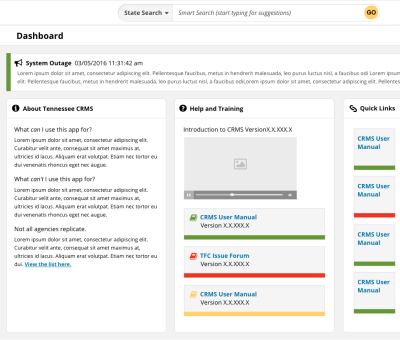 State Search
Smart Search (start typing for suggestions)
GO
Dashboard
System Outage 03/05/2016 11:31:42 am
Lorem ipsum dolor sit amet, consectetur adipiscing elit. Pellentesque faucibus, metus in hendrerit malesuada, leo purus luctus nisl, a faucibus odi Lorem ipsum
elit. Pellentesque faucibus, metus in hendrerit malesuada, leo purus luctus nisl, a faucibus odiLorem ipsum dolor sit amet, consectetur adipiscing elit.
About Tennessee CRMS
What can I use this app for?
Lorem ipsum dolor sit amet, consectetur adipiscing elit.
Curabitur velit ante, consequat sit amet maximus at,
ultricies id lacus. Aliquam erat volutpat. Etiam nec tortor eu
dui venenatis rhoncus eget nec augue.
What can't I use this app for?
Lorem ipsum dolor sit amet, consectetur adipiscing elit.
Curabitur velit ante, consequat sit amet maximus at,
ultricies id lacus. Aliquam erat volutpat. Etiam nec tortor eu
dui venenatis rhoncus eget nec augue.
Not all agencies replicate.
Lorem ipsum dolor sit amet, consectetur adipiscing elit.
Curabitur velit ante, consequat sit amet maximus at,
ultricies id lacus. Aliquam erat volutpat. Etiam nec tortor eu
dui. View the list here.
Help and Training
Introduction to CRMS VersionX.XX.XXX.X
CRMS User Manual
Version X.XX.XXX.X
TFC Issue Forum
Version X.XX.XXX.X
CRMS User Manual
Version X.XX.XXX.X
Quick Links
CRMS User
Manual
CRMS User
Manual
CRMS User
Manual
CRMS User
Manual